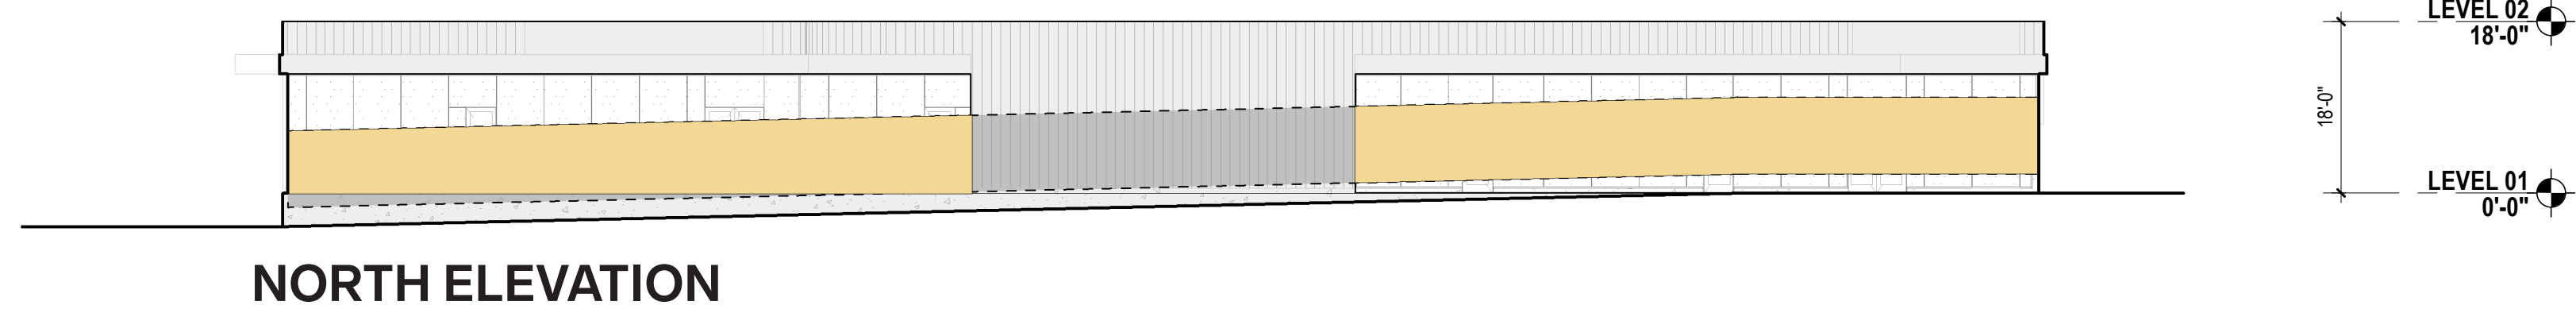 LEVEL 02
18'-0"
18'-0"
LEVEL 01
0'-0"
NORTH ELEVATION